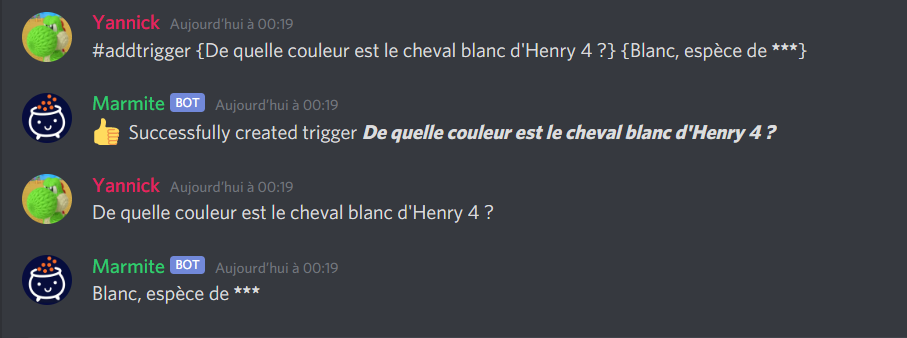 Yannick Aujourd'hui à 00:19
#addtrigger {De quelle couleur est le cheval blanc d'Henry 4 ?} {Blanc, espèce de ***}
Marmite BOT Aujourd'hui à 00:19
👍 Successfully created trigger De quelle couleur est le cheval blanc d'Henry 4 ?
Yannick Aujourd'hui à 00:19
De quelle couleur est le cheval blanc d'Henry 4 ?
Marmite BOT Aujourd'hui à 00:19
Blanc, espèce de ***